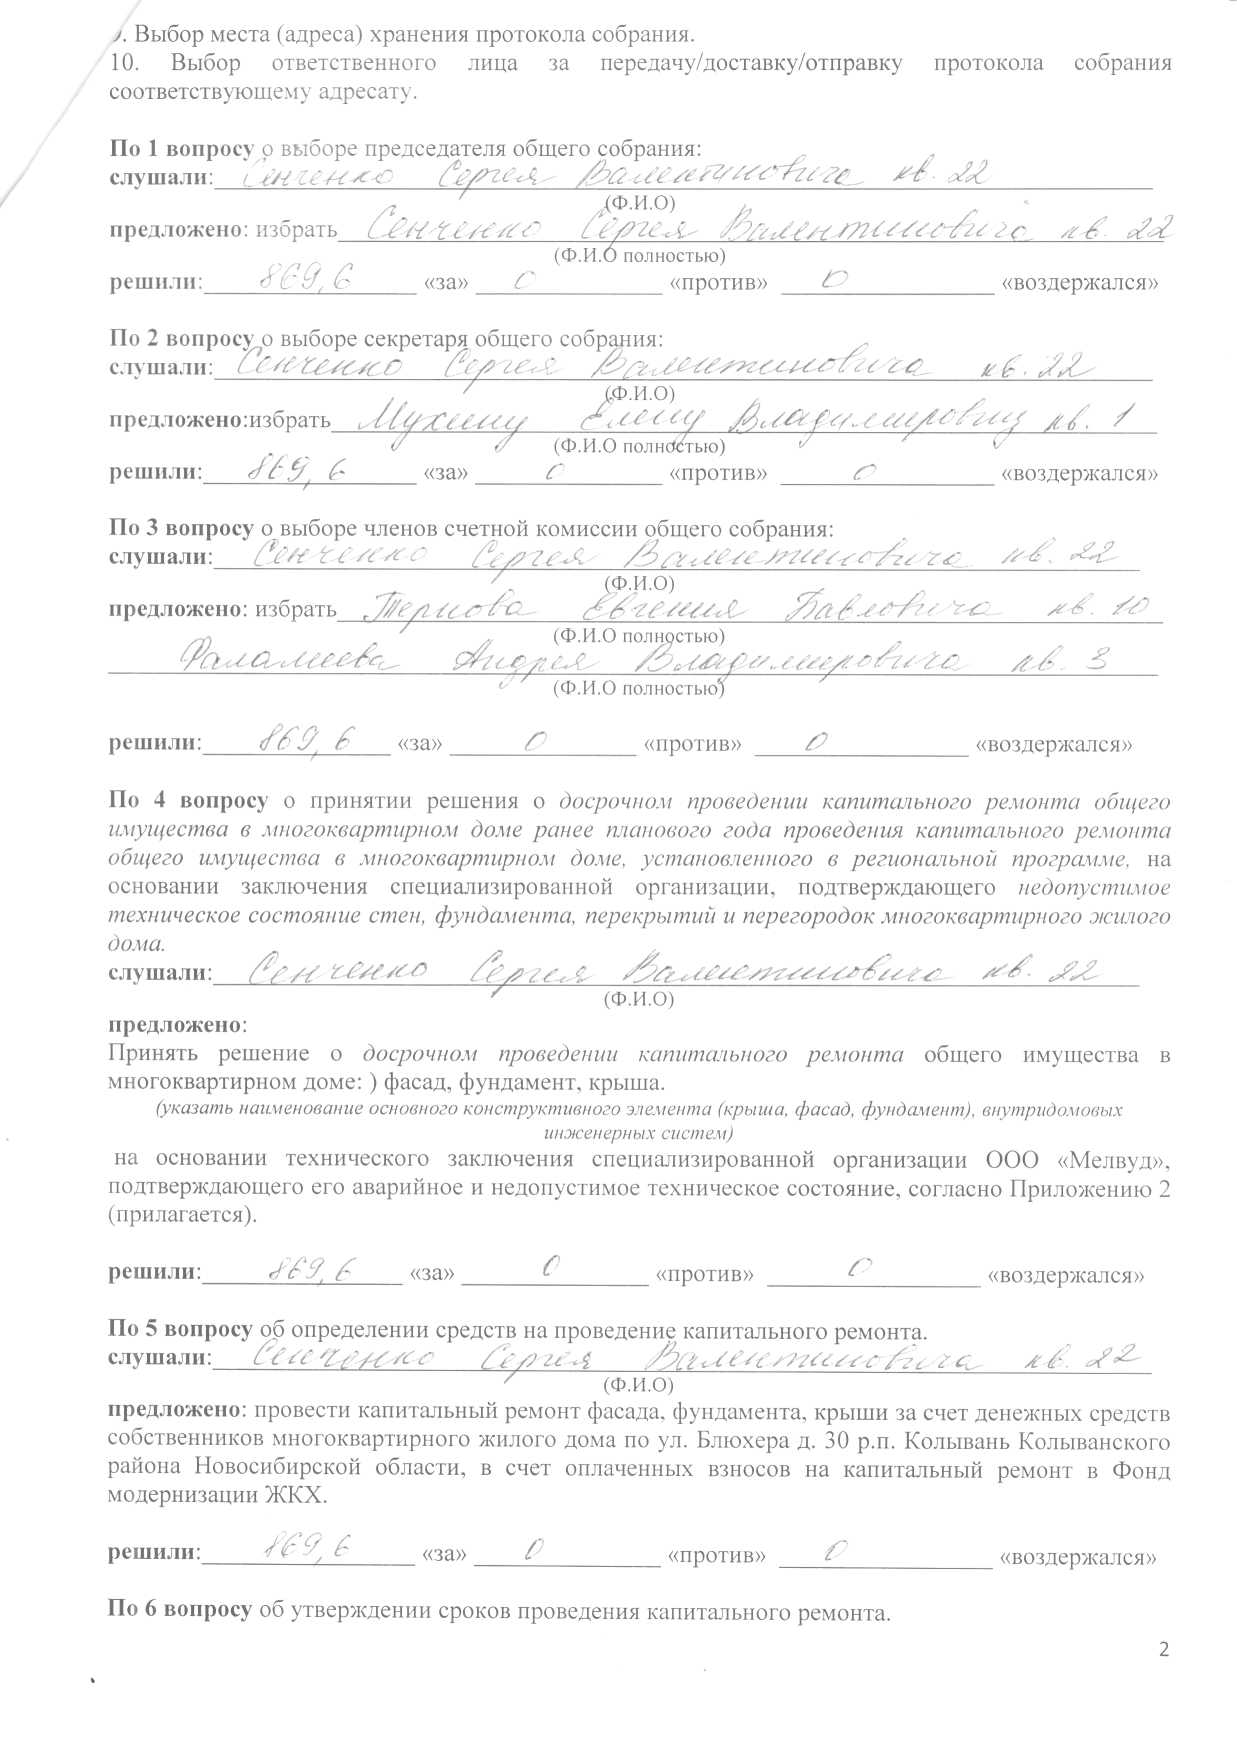 9. Выбор места (адреса) хранения протокола собрания.
10. Выбор ответственного лица за передачу/доставку/отправку протокола собрания
соответствующему адресату.
По 1 вопросу о выборе председателя общего собрания:
слушали: Сенченко Сергея Валентиновича кв. 22
(Ф.И.О)
предложено: избрать Сенченко Сергея Валентиновича кв. 22
(Ф.И.О полностью)
решили: 869,6 «за» 0 «против» 0 «воздержался»
По 2 вопросу о выборе секретаря общего собрания:
слушали: Сенченко Сергея Валентиновича кв. 22
(Ф.И.О)
предложено:избрать Мухину Елену Владимировну кв. 1
(Ф.И.О полностью)
решили: 869,6 «за» 0 «против» 0 «воздержался»
По 3 вопросу о выборе членов счетной комиссии общего собрания:
слушали: Сенченко Сергея Валентиновича кв. 22
(Ф.И.О)
предложено: избрать Тернова Евгения Павловича кв. 10
(Ф.И.О полностью)
Фаламеева Андрея Владимировича кв. 3
(Ф.И.О полностью)
решили: 869,6 «за» 0 «против» 0 «воздержался»
По 4 вопросу о принятии решения о досрочном проведении капитального ремонта общего
имущества в многоквартирном доме ранее планового года проведения капитального ремонта
общего имущества в многоквартирном доме, установленного в региональной программе, на
основании заключения специализированной организации, подтверждающего недопустимое
техническое состояние стен, фундамента, перекрытий и перегородок многоквартирного жилого
дома.
слушали: Сенченко Сергея Валентиновича кв. 22
(Ф.И.О)
предложено:
Принять решение о досрочном проведении капитального ремонта общего имущества в
многоквартирном доме: ) фасад, фундамент, крыша.
(указать наименование основного конструктивного элемента (крыша, фасад, фундамент), внутридомовых
инженерных систем)
на основании технического заключения специализированной организации ООО «Мелвуд»,
подтверждающего его аварийное и недопустимое техническое состояние, согласно Приложению 2
(прилагается).
решили: 869,6 «за» 0 «против» 0 «воздержался»
По 5 вопросу об определении средств на проведение капитального ремонта.
слушали: Сенченко Сергея Валентиновича кв. 22
(Ф.И.О)
предложено: провести капитальный ремонт фасада, фундамента, крыши за счет денежных средств
собственников многоквартирного жилого дома по ул. Блюхера д. 30 р.п. Колывань Колыванского
района Новосибирской области, в счет оплаченных взносов на капитальный ремонт в Фонд
модернизации ЖКХ.
решили: 869,6 «за» 0 «против» 0 «воздержался»
По 6 вопросу об утверждении сроков проведения капитального ремонта.
2